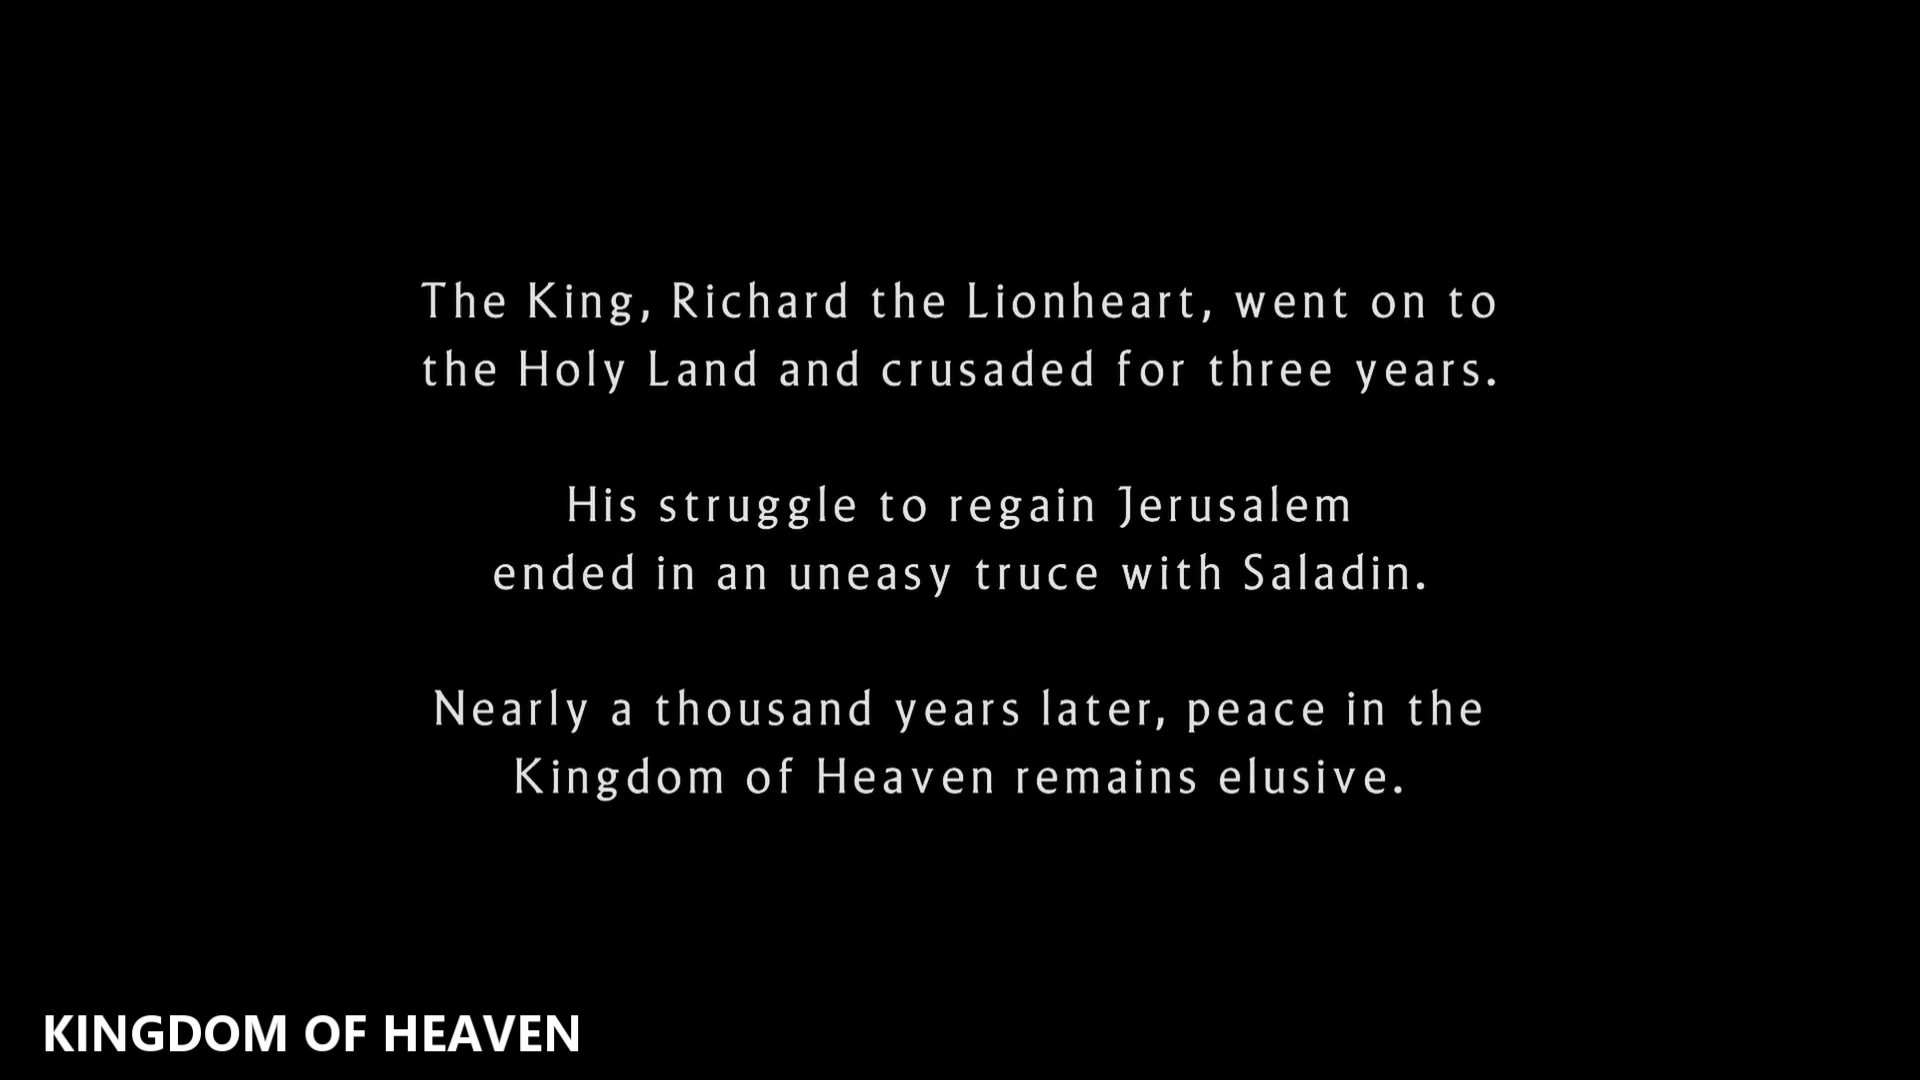 The King, Richard the Lionheart, went on to
the Holy Land and crusaded for three years.
His struggle to regain Jerusalem
ended in an uneasy truce with Saladin.
Nearly a thousand years later, peace in the
Kingdom of Heaven remains elusive.
KINGDOM OF HEAVEN